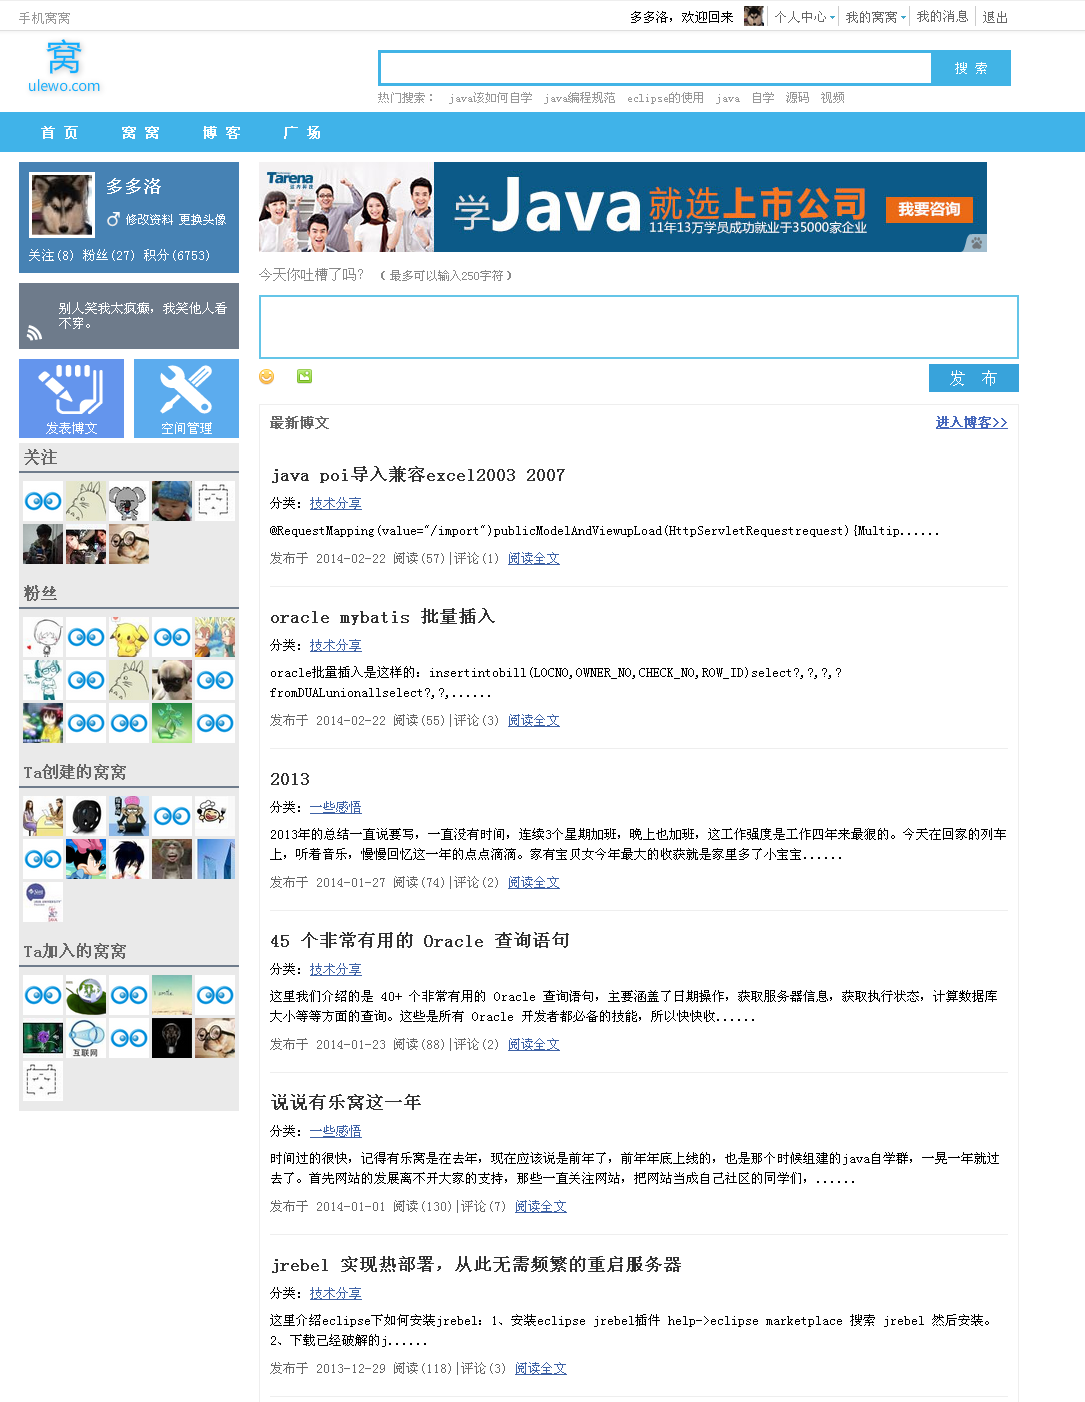 手机窝窝
多多洛，欢迎回来 个人中心 我的窝窝 我的消息 退出
窝
ulewo.com
搜 索
热门搜索： java该如何自学 java编程规范 eclipse的使用 java 自学 源码 视频
首 页 窝 窝 博 客 广 场
多多洛
修改资料 更换头像
关注(8) 粉丝(27) 积分(6753)
别人笑我太疯癫，我笑他人看
不穿。
发表博文 空间管理
关注
粉丝
Ta创建的窝窝
Ta加入的窝窝
互联网
Tarena
达内科技
学Java就选上市公司
11年13万学员成功就业于35000家企业
我要咨询
今天你吐槽了吗？ （最多可以输入250字符）
发 布
最新博文 进入博客>>
java poi导入兼容excel2003 2007
分类：技术分享
@RequestMapping(value="/import")publicModelAndViewupLoad(HttpServletRequestrequest){Multip......
发布于 2014-02-22 阅读(57)|评论(1) 阅读全文
oracle mybatis 批量插入
分类：技术分享
oracle批量插入是这样的：insertintobill(LOCNO,OWNER_NO,CHECK_NO,ROW_ID)select?,?,?,?
fromDUALunionallselect?,?,......
发布于 2014-02-22 阅读(55)|评论(3) 阅读全文
2013
分类：一些感悟
2013年的总结一直说要写，一直没有时间，连续3个星期加班，晚上也加班，这工作强度是工作四年来最狠的。今天在回家的列车
上，听着音乐，慢慢回忆这一年的点点滴滴。家有宝贝女今年最大的收获就是家里多了小宝宝......
发布于 2014-01-27 阅读(74)|评论(2) 阅读全文
45 个非常有用的 Oracle 查询语句
分类：技术分享
这里我们介绍的是 40+ 个非常有用的 Oracle 查询语句，主要涵盖了日期操作，获取服务器信息，获取执行状态，计算数据库
大小等等方面的查询。这些是所有 Oracle 开发者都必备的技能，所以快快收......
发布于 2014-01-23 阅读(88)|评论(2) 阅读全文
说说有乐窝这一年
分类：一些感悟
时间过的很快，记得有乐窝是在去年，现在应该说是前年了，前年年底上线的，也是那个时候组建的java自学群，一晃一年就过
去了。首先网站的发展离不开大家的支持，那些一直关注网站，把网站当成自己社区的同学们，......
发布于 2014-01-01 阅读(130)|评论(7) 阅读全文
jrebel 实现热部署，从此无需频繁的重启服务器
分类：技术分享
这里介绍eclipse下如何安装jrebel：1、安装eclipse jrebel插件 help->eclipse marketplace 搜索 jrebel 然后安装。
2、下载已经破解的j......
发布于 2013-12-29 阅读(118)|评论(3) 阅读全文